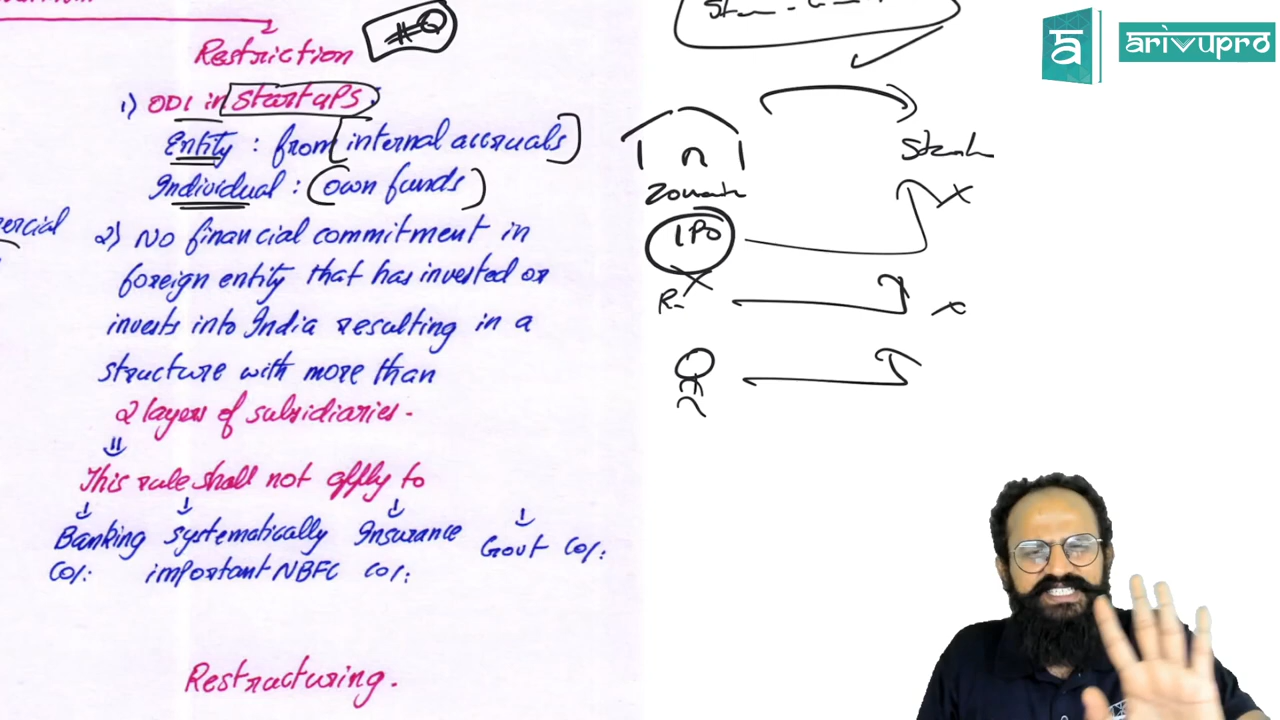 Restriction
# Q
1) ODI in Startups.
Entity : from internal accruals
Individual : (own funds)
2) No financial commitment in
foreign entity that has invested or
invests into India resulting in a
structure with more than
2 layers of subsidiaries.
This rule shall not apply to
Banking Co/:
systematically important NBFC
Insurance Co/:
Govt Co/:
Restructuring.
ercial
Zomato
IPO
arivupro